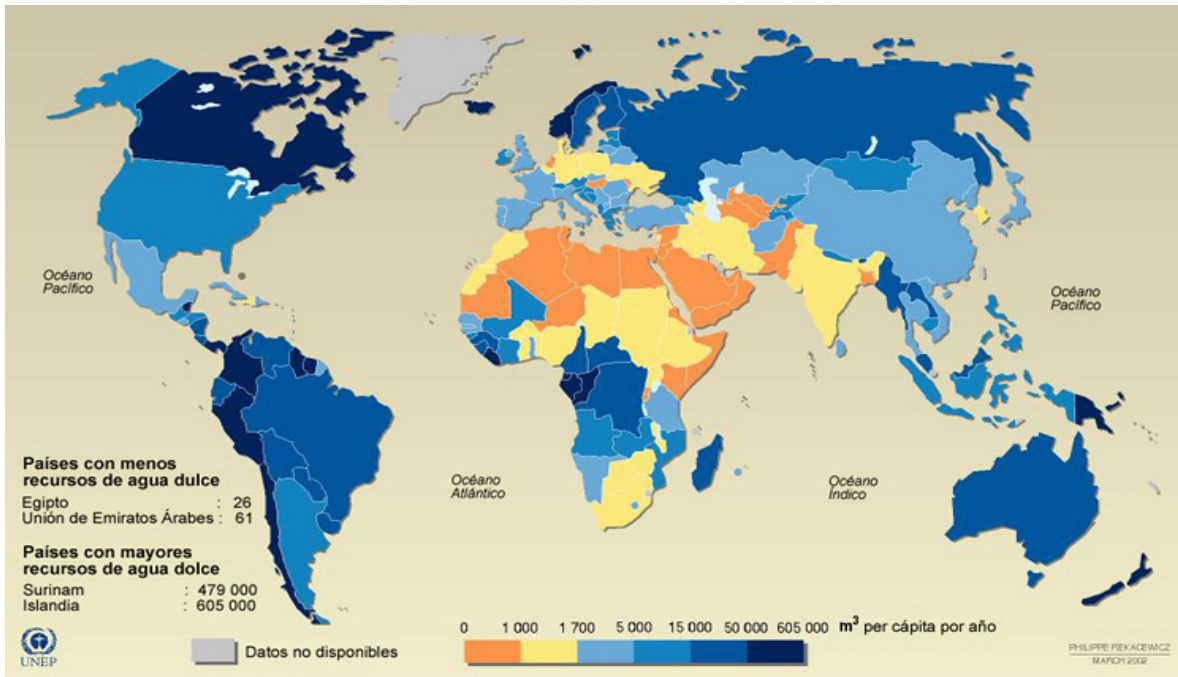 Océano
Pacífico
Océano
Pacífico
Océano
Atlántico
Océano
Índico
Países con menos
recursos de agua dulce
Egipto : 26
Unión de Emiratos Árabes : 61
Países con mayores
recursos de agua dolce
Surinam : 479 000
Islandia : 605 000
UNEP
Datos no disponibles
0 1 000 1 700 5 000 15 000 50 000 605 000 m³ per cápita por año
PHILIPPE REKACEWICZ
MARCH 2002